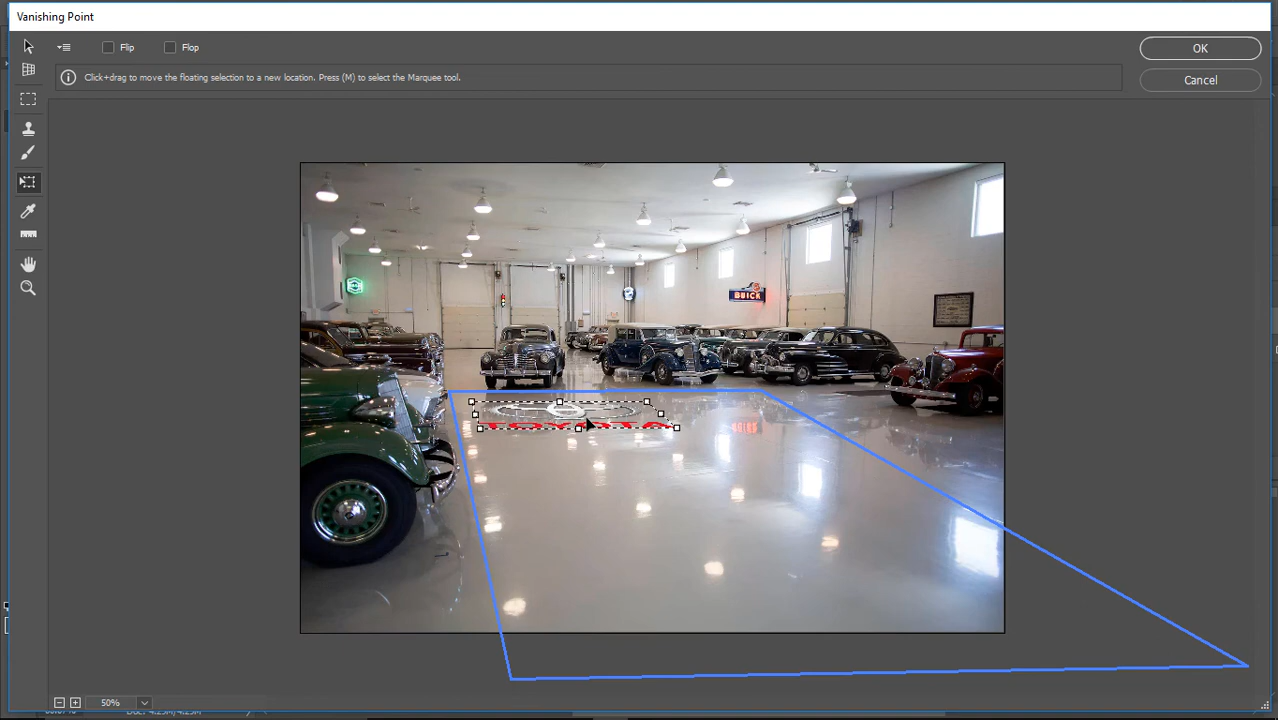 Vanishing Point
Flip
Flop
OK
Click+drag to move the floating selection to a new location. Press (M) to select the Marquee tool.
Cancel
BUICK
TOYOTA
50%